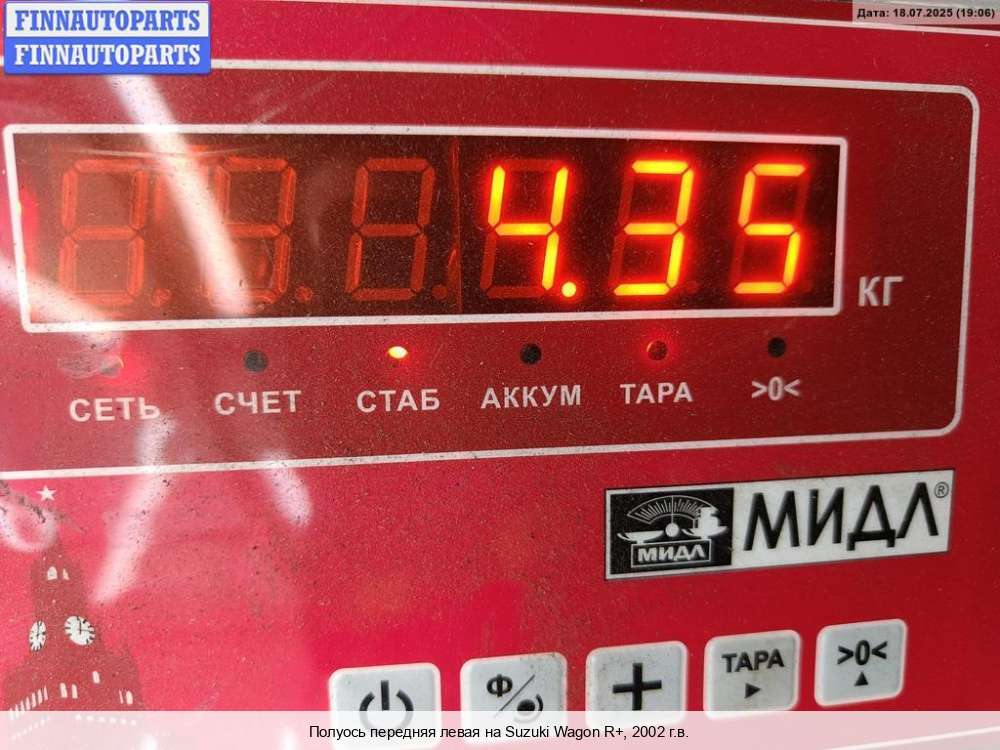 FINNAUTOPARTS
FINNAUTOPARTS
Дата: 18.07.2025 (19:06)
4.35
КГ
СЕТЬ СЧЕТ СТАБ АККУМ ТАРА >0<
МИДЛ МИДЛ®
Ф/ + ТАРА >0<
Полуось передняя левая на Suzuki Wagon R+, 2002 г.в.